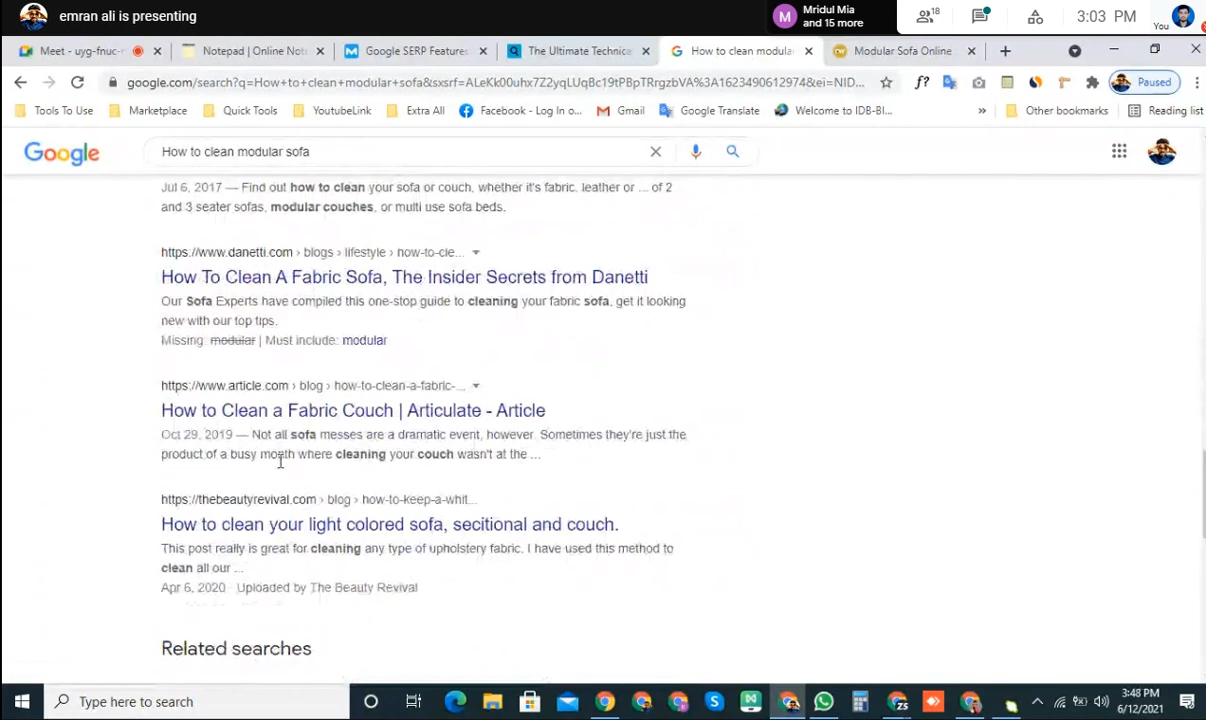 emran ali is presenting
Mridul Mia
and 15 more
18
3:03 PM
You
M
Meet - uyg-fnuc-
Notepad | Online Not
Google SERP Features
The Ultimate Technica
How to clean modula
Modular Sofa Online
google.com/search?q=How+to+clean+modular+sofa&sxsrf=ALeKk00uhx7Z2yqLUqBc19tPBpTRrgzbVA%3A1623490612974&ei=NID...
f?
Paused
Tools To Use
Marketplace
Quick Tools
YoutubeLink
Extra All
Facebook - Log In o...
Gmail
Google Translate
Welcome to IDB-BI...
»
Other bookmarks
Reading list
Google
How to clean modular sofa
Jul 6, 2017 — Find out how to clean your sofa or couch, whether it's fabric, leather or ... of 2
and 3 seater sofas, modular couches, or multi use sofa beds.
https://www.danetti.com › blogs › lifestyle › how-to-cle...
How To Clean A Fabric Sofa, The Insider Secrets from Danetti
Our Sofa Experts have compiled this one-stop guide to cleaning your fabric sofa, get it looking
new with our top tips.
Missing: modular | Must include: modular
https://www.article.com › blog › how-to-clean-a-fabric-...
How to Clean a Fabric Couch | Articulate - Article
Oct 29, 2019 — Not all sofa messes are a dramatic event, however. Sometimes they're just the
product of a busy month where cleaning your couch wasn't at the ...
https://thebeautyrevival.com › blog › how-to-keep-a-whit...
How to clean your light colored sofa, secitional and couch.
This post really is great for cleaning any type of upholstery fabric. I have used this method to
clean all our ...
Apr 6, 2020 · Uploaded by The Beauty Revival
Related searches
Type here to search
3:48 PM
6/12/2021